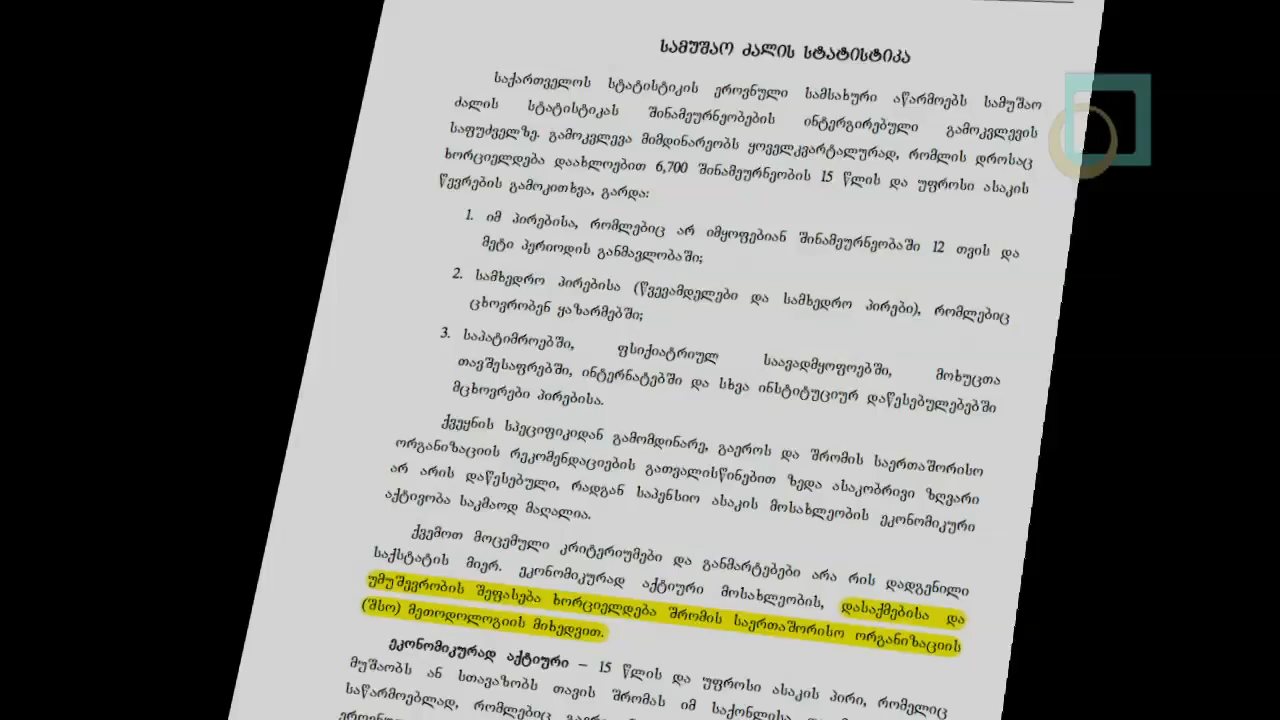 სამუშაო ძალის სტატისტიკა
საქართველოს სტატისტიკის ეროვნული სამსახური აწარმოებს სამუშაო
ძალის სტატისტიკას შინამეურნეობების ინტერგირებული გამოკვლევის
საფუძველზე. გამოკვლევა მიმდინარეობს ყოველკვარტალურად, რომლის დროსაც
ხორციელდება დაახლოებით 6,700 შინამეურნეობის 15 წლის და უფროსი ასაკის
წევრების გამოკითხვა, გარდა:
1. იმ პირებისა, რომლებიც არ იმყოფებიან შინამეურნეობაში 12 თვის და
მეტი პერიოდის განმავლობაში;
2. სამხედრო პირებისა (წვევამდელები და სამხედრო პირები), რომლებიც
ცხოვრობენ ყაზარმებში;
3. საპატიმროებში, ფსიქიატრიულ საავადმყოფოებში, მოხუცთა
თავშესაფრებში, ინტერნატებში და სხვა ინსტიტუციურ დაწესებულებებში
მცხოვრები პირებისა.
ქვეყნის სპეციფიკიდან გამომდინარე, გაეროს და შრომის საერთაშორისო
ორგანიზაციის რეკომენდაციების გათვალისწინებით ზედა ასაკობრივი ზღვარი
არ არის დაწესებული, რადგან საპენსიო ასაკის მოსახლეობის ეკონომიკური
აქტივობა საკმაოდ მაღალია.
ქვემოთ მოცემული კრიტერიუმები და განმარტებები არა რის დადგენილი
საქსტატის მიერ. ეკონომიკურად აქტიური მოსახლეობის, დასაქმებისა და
უმუშევრობის შეფასება ხორციელდება შრომის საერთაშორისო ორგანიზაციის
(შსო) მეთოდოლოგიის მიხედვით.
ეკონომიკურად აქტიური – 15 წლის და უფროსი ასაკის პირი, რომელიც
მუშაობს ან სთავაზობს თავის შრომას იმ საქონლისა
საწარმოებლად, რომლებიც